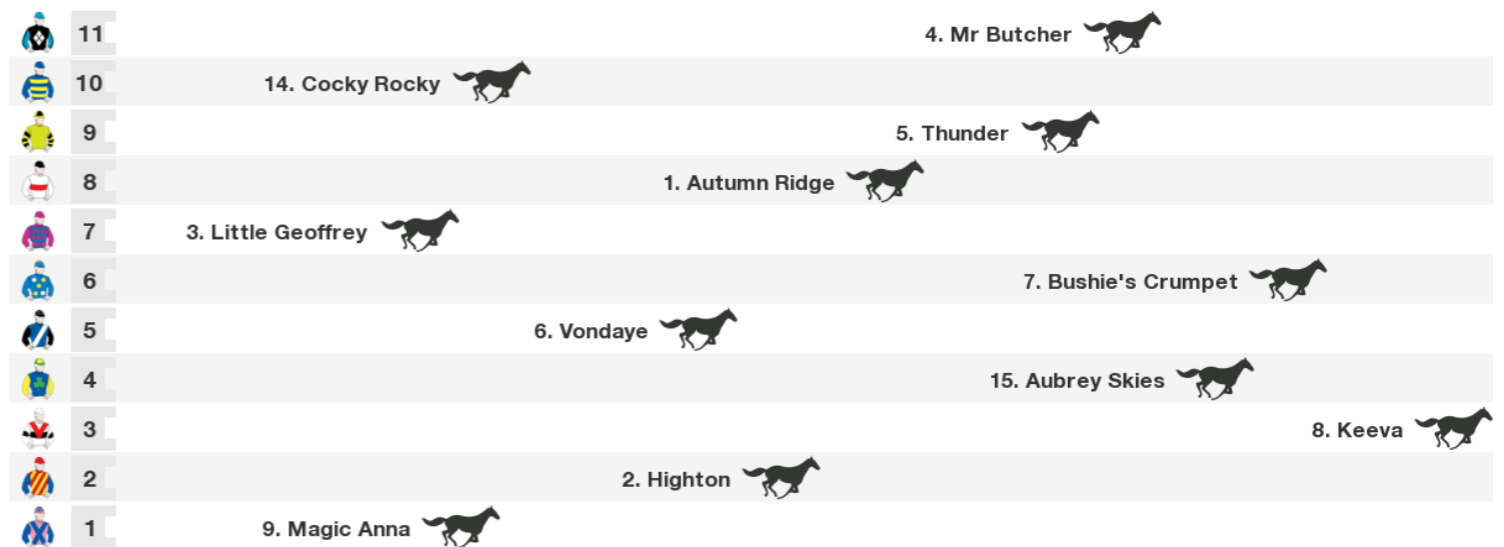 11 4. Mr Butcher
10 14. Cocky Rocky
9 5. Thunder
8 1. Autumn Ridge
7 3. Little Geoffrey
6 7. Bushie's Crumpet
5 6. Vondaye
4 15. Aubrey Skies
3 8. Keeva
2 2. Highton
1 9. Magic Anna